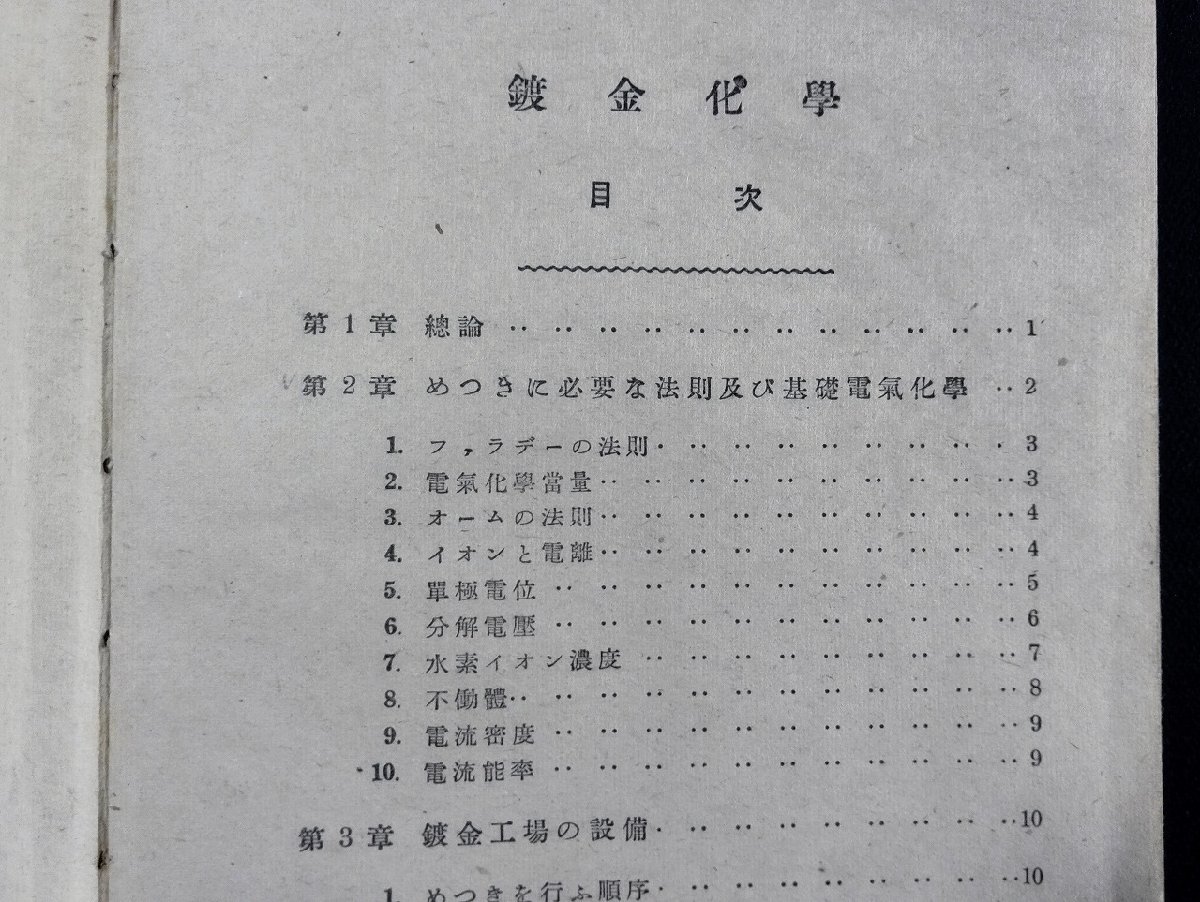 鍍金化學
目次
第1章 總論 ‥ ‥ ‥ ‥ ‥ ‥ ‥ ‥ ‥ ‥ ‥ ‥ 1
第2章 めつきに必要な法則及び基礎電氣化學 ‥ 2
1. ファラデーの法則 ‥ ‥ ‥ ‥ ‥ ‥ ‥ ‥ 3
2. 電氣化學當量 ‥ ‥ ‥ ‥ ‥ ‥ ‥ ‥ ‥ ‥ 3
3. オームの法則 ‥ ‥ ‥ ‥ ‥ ‥ ‥ ‥ ‥ ‥ 4
4. イオンと電離 ‥ ‥ ‥ ‥ ‥ ‥ ‥ ‥ ‥ ‥ 4
5. 單極電位 ‥ ‥ ‥ ‥ ‥ ‥ ‥ ‥ ‥ ‥ ‥ 5
6. 分解電壓 ‥ ‥ ‥ ‥ ‥ ‥ ‥ ‥ ‥ ‥ ‥ 6
7. 水素イオン濃度 ‥ ‥ ‥ ‥ ‥ ‥ ‥ ‥ ‥ 7
8. 不働體 ‥ ‥ ‥ ‥ ‥ ‥ ‥ ‥ ‥ ‥ ‥ ‥ 8
9. 電流密度 ‥ ‥ ‥ ‥ ‥ ‥ ‥ ‥ ‥ ‥ ‥ 9
10. 電流能率 ‥ ‥ ‥ ‥ ‥ ‥ ‥ ‥ ‥ ‥ ‥ 9
第3章 鍍金工場の設備 ‥ ‥ ‥ ‥ ‥ ‥ ‥ ‥ 10
1. めつきを行ふ順序 ‥ ‥ ‥ ‥ ‥ ‥ ‥ ‥ 10